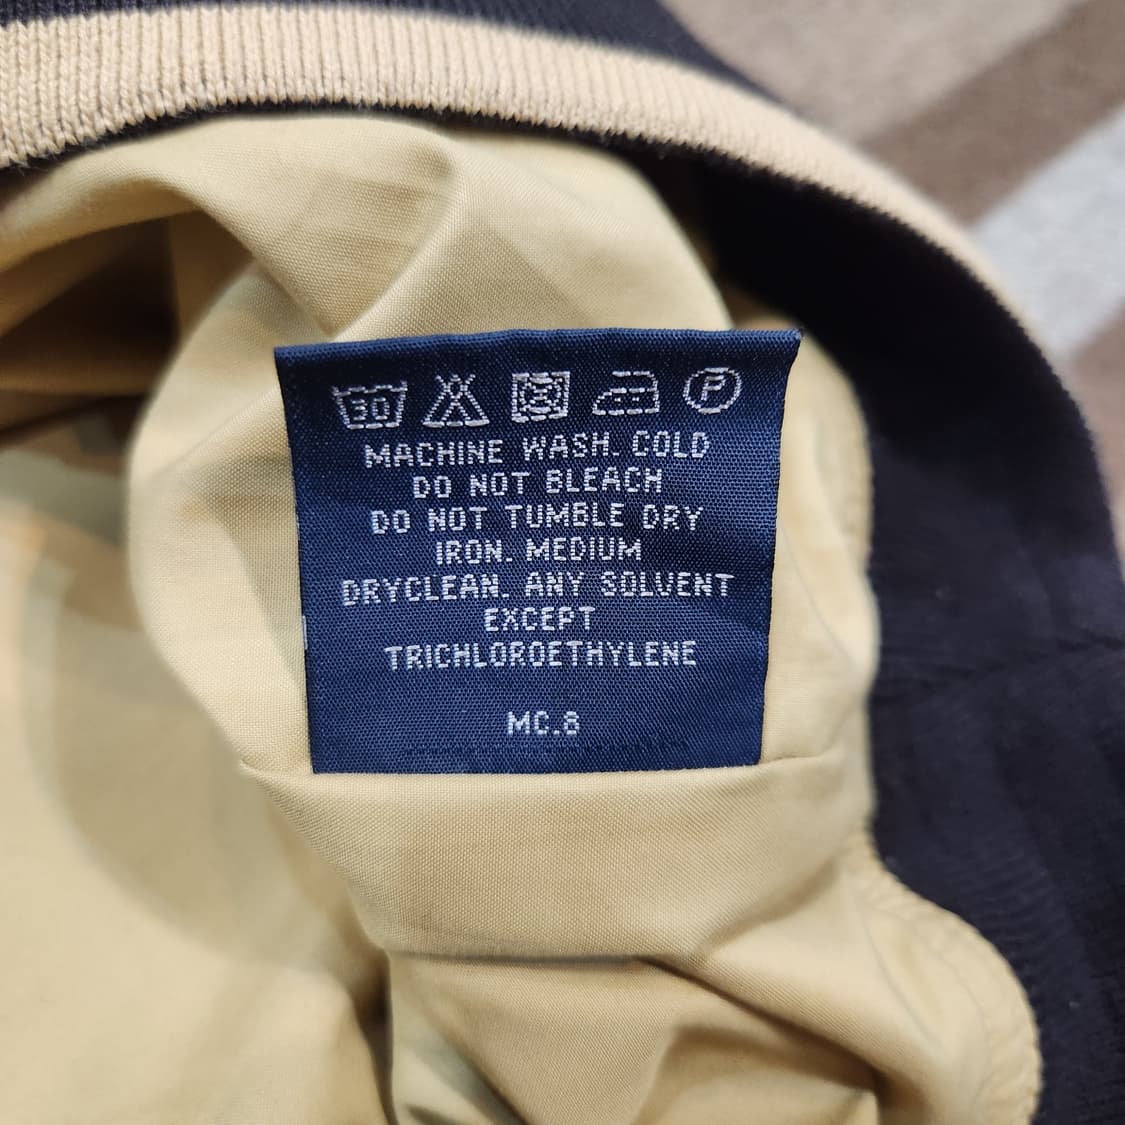 30 P
MACHINE WASH. COLD
DO NOT BLEACH
DO NOT TUMBLE DRY
IRON. MEDIUM
DRYCLEAN. ANY SOLVENT
EXCEPT
TRICHLOROETHYLENE
MC.8